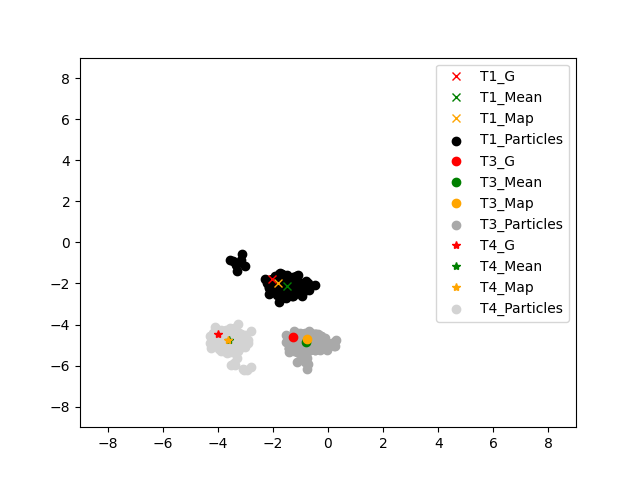 8
6
4
2
0
−2
−4
−6
−8
−8 −6 −4 −2 0 2 4 6 8
T1_G
T1_Mean
T1_Map
T1_Particles
T3_G
T3_Mean
T3_Map
T3_Particles
T4_G
T4_Mean
T4_Map
T4_Particles